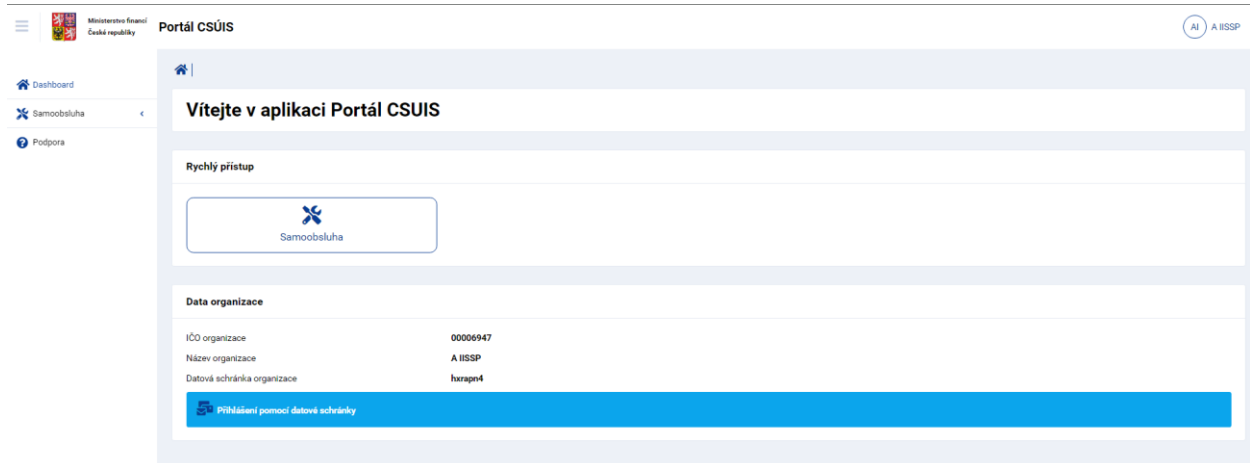 Ministerstvo financí
České republiky
Portál CSÚIS
AI
A IISSP
Dashboard
Samoobsluha
Podpora
Vítejte v aplikaci Portál CSUIS
Rychlý přístup
Samoobsluha
Data organizace
IČO organizace 00006947
Název organizace A IISSP
Datová schránka organizace hxrapn4
Přihlášení pomocí datové schránky